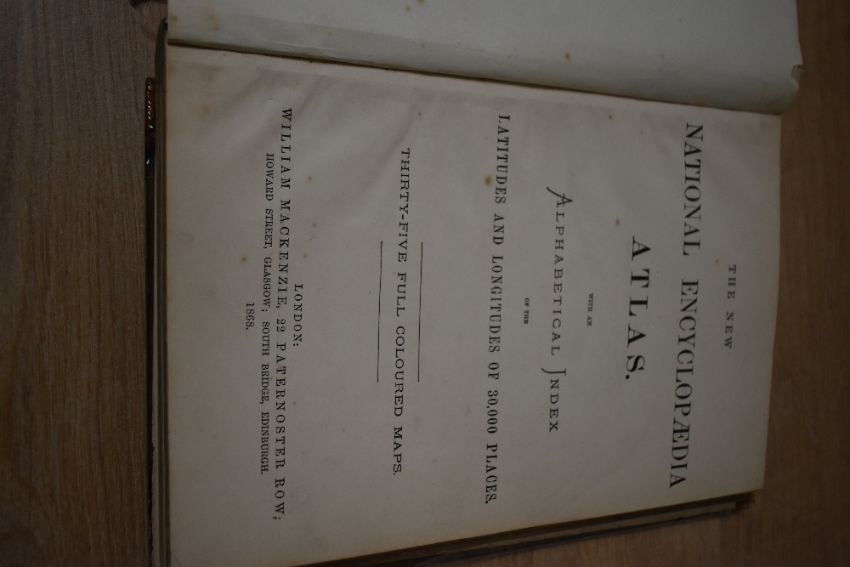 THE NEW
NATIONAL ENCYCLOPÆDIA
ATLAS.
WITH AN
ALPHABETICAL INDEX
OF THE
LATITUDES AND LONGITUDES OF 30,000 PLACES.
THIRTY-FIVE FULL COLOURED MAPS.
LONDON:
WILLIAM MACKENZIE, 22 PATERNOSTER ROW;
HOWARD STREET, GLASGOW; SOUTH BRIDGE, EDINBURGH.
1868.